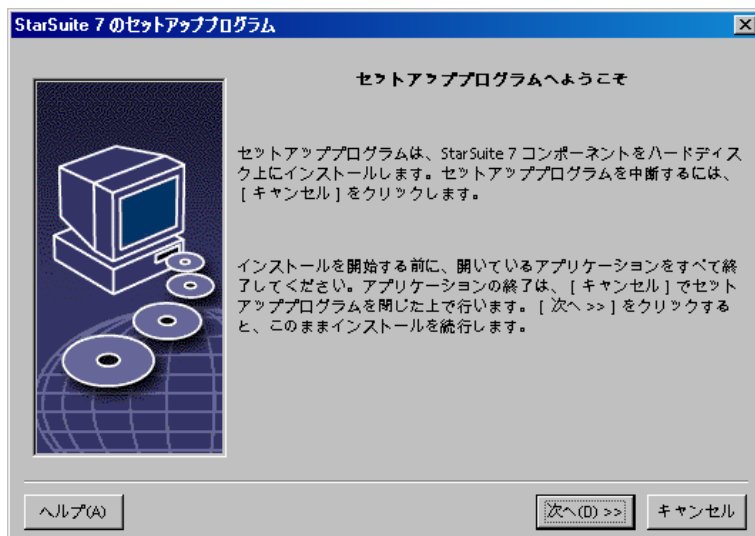 StarSuite 7 のセットアッププログラム
セットアッププログラムへようこそ
セットアッププログラムは、StarSuite 7 コンポーネントをハードディス
ク上にインストールします。セットアッププログラムを中断するには、
[ キャンセル ] をクリックします。
インストールを開始する前に、開いているアプリケーションをすべて終
了してください。アプリケーションの終了は、[ キャンセル ] でセット
アッププログラムを閉じた上で行います。[ 次へ >> ] をクリックする
と、このままインストールを続行します。
ヘルプ(A)
次へ(D) >>
キャンセル